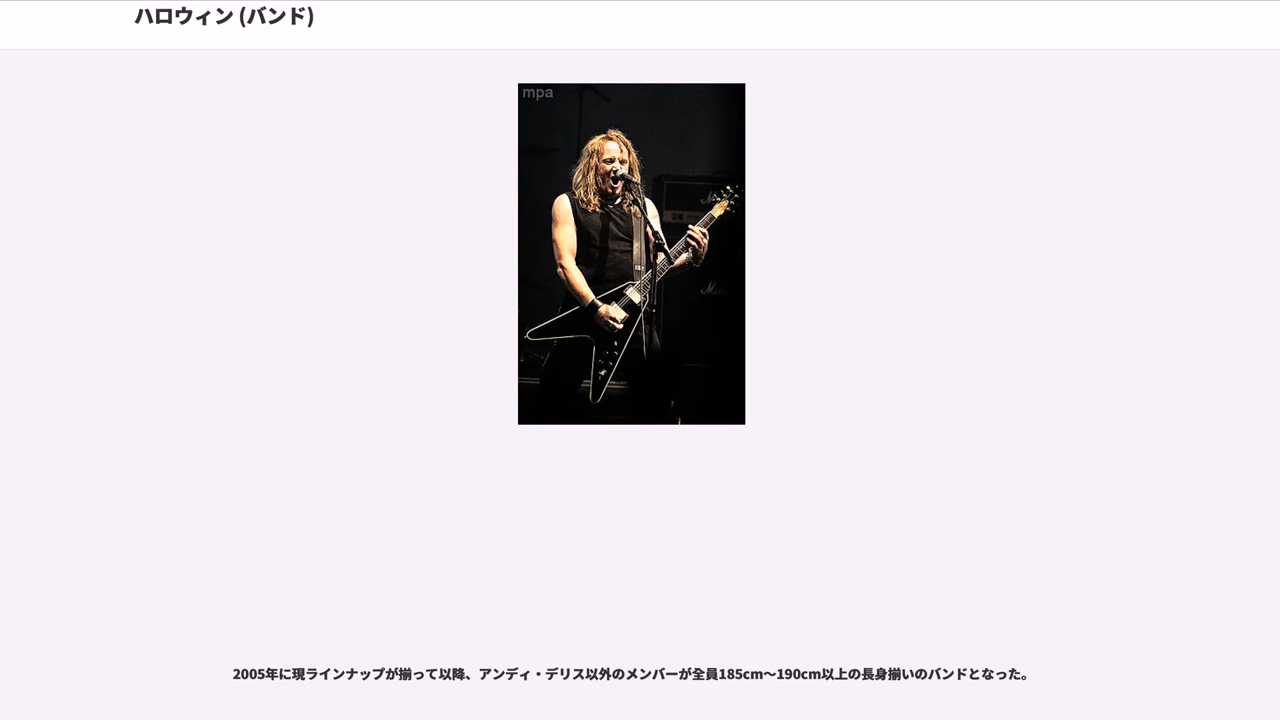 ハロウィン (バンド)
mpa
2005年に現ラインナップが揃って以降、アンディ・デリス以外のメンバーが全員185cm〜190cm以上の長身揃いのバンドとなった。